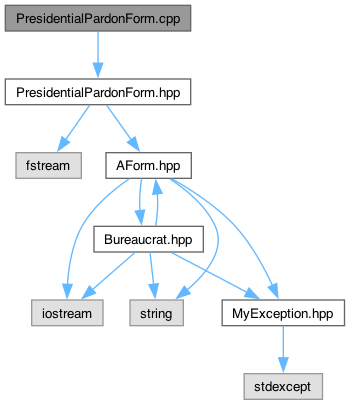 PresidentialPardonForm.cpp
PresidentialPardonForm.hpp
fstream
AForm.hpp
Bureaucrat.hpp
iostream
string
MyException.hpp
stdexcept